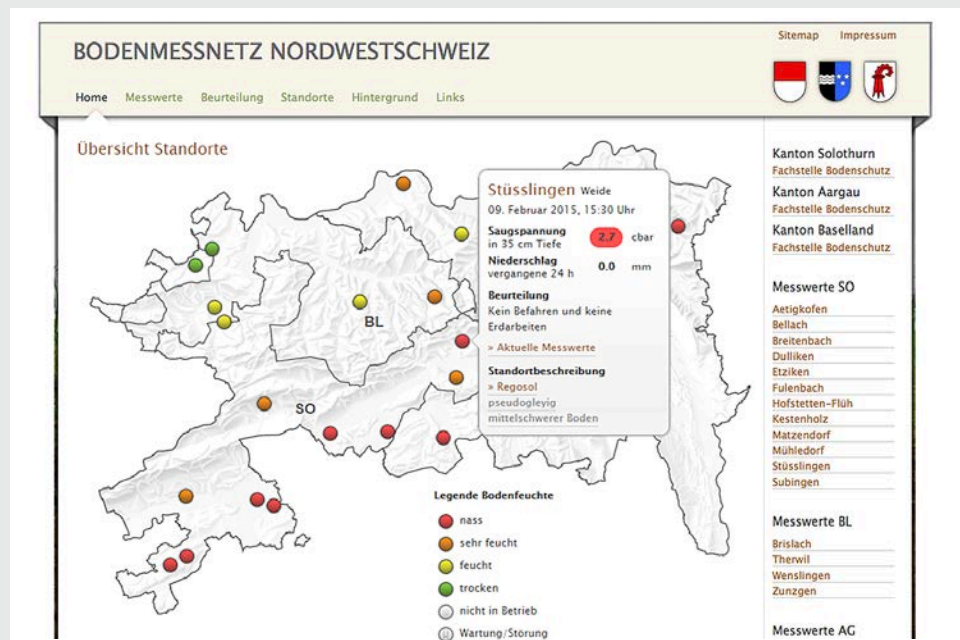 Sitemap Impressum
BODENMESSNETZ NORDWESTSCHWEIZ
Home Messwerte Beurteilung Standorte Hintergrund Links
Übersicht Standorte
Stüsslingen Weide
09. Februar 2015, 15:30 Uhr
Saugspannung
in 35 cm Tiefe
2.7 cbar
Niederschlag
vergangene 24 h
0.0 mm
Beurteilung
Kein Befahren und keine
Erdarbeiten
» Aktuelle Messwerte
Standortbeschreibung
» Regosol
pseudogleyig
mittelschwerer Boden
BL
SO
Legende Bodenfeuchte
nass
sehr feucht
feucht
trocken
nicht in Betrieb
Wartung/Störung
Kanton Solothurn
Fachstelle Bodenschutz
Kanton Aargau
Fachstelle Bodenschutz
Kanton Baselland
Fachstelle Bodenschutz
Messwerte SO
Aetigkofen
Bellach
Breitenbach
Dulliken
Etziken
Fulenbach
Hofstetten-Flüh
Kestenholz
Matzendorf
Mühledorf
Stüsslingen
Subingen
Messwerte BL
Brislach
Therwil
Wenslingen
Zunzgen
Messwerte AG